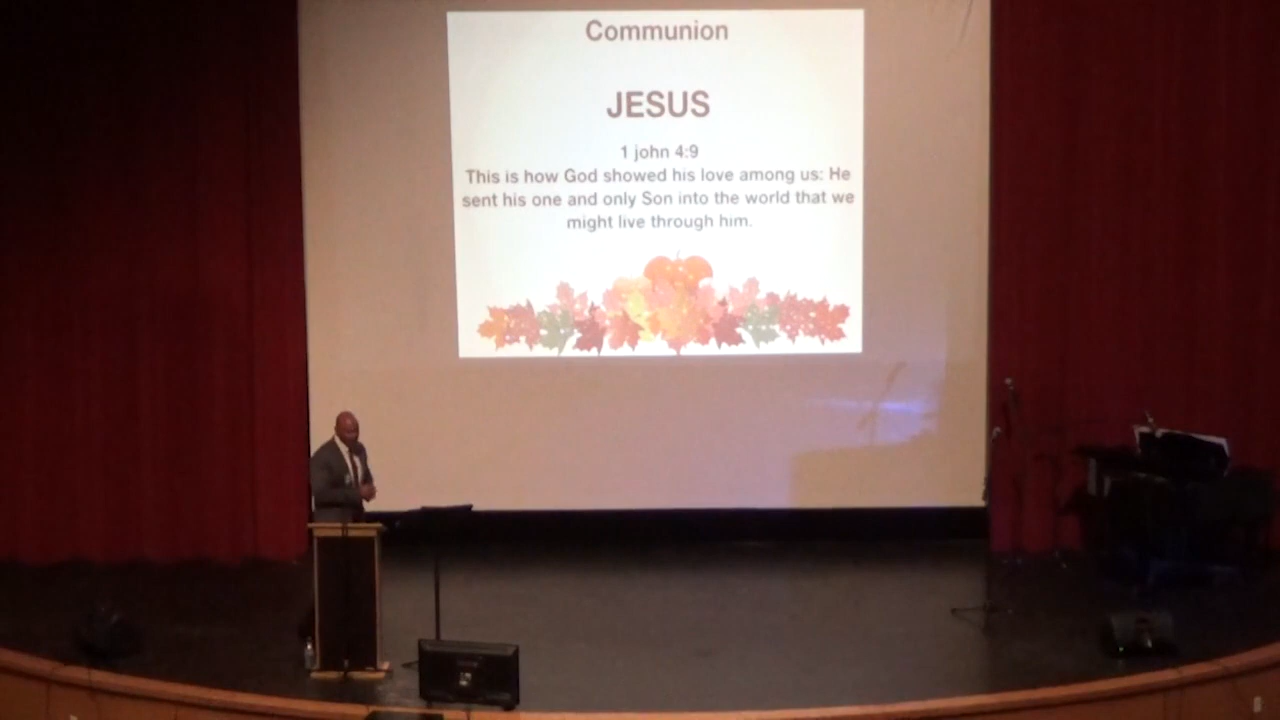 Communion
JESUS
1 john 4:9
This is how God showed his love among us: He
sent his one and only Son into the world that we
might live through him.